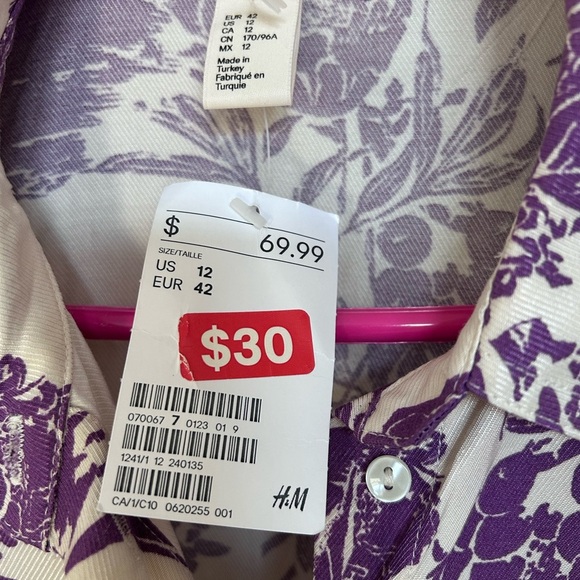 EUR 42
US 12
CA 12
CN 170/96A
MX 12
Made in
Turkey
Fabriqué en
Turquie
$ 69.99
SIZE/TAILLE
US 12
EUR 42
$30
070067 7 0123 01 9
1241/1 12 240135
CA/1/C10 0620255 001
H&M